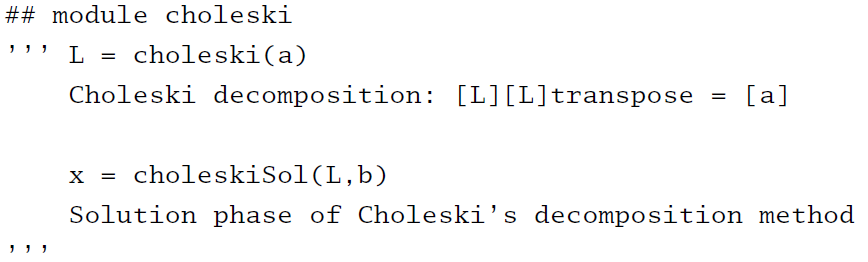 ## module choleski
’’’ L = choleski(a)
    Choleski decomposition: [L][L]transpose = [a]

    x = choleskiSol(L,b)
    Solution phase of Choleski’s decomposition method
’’’